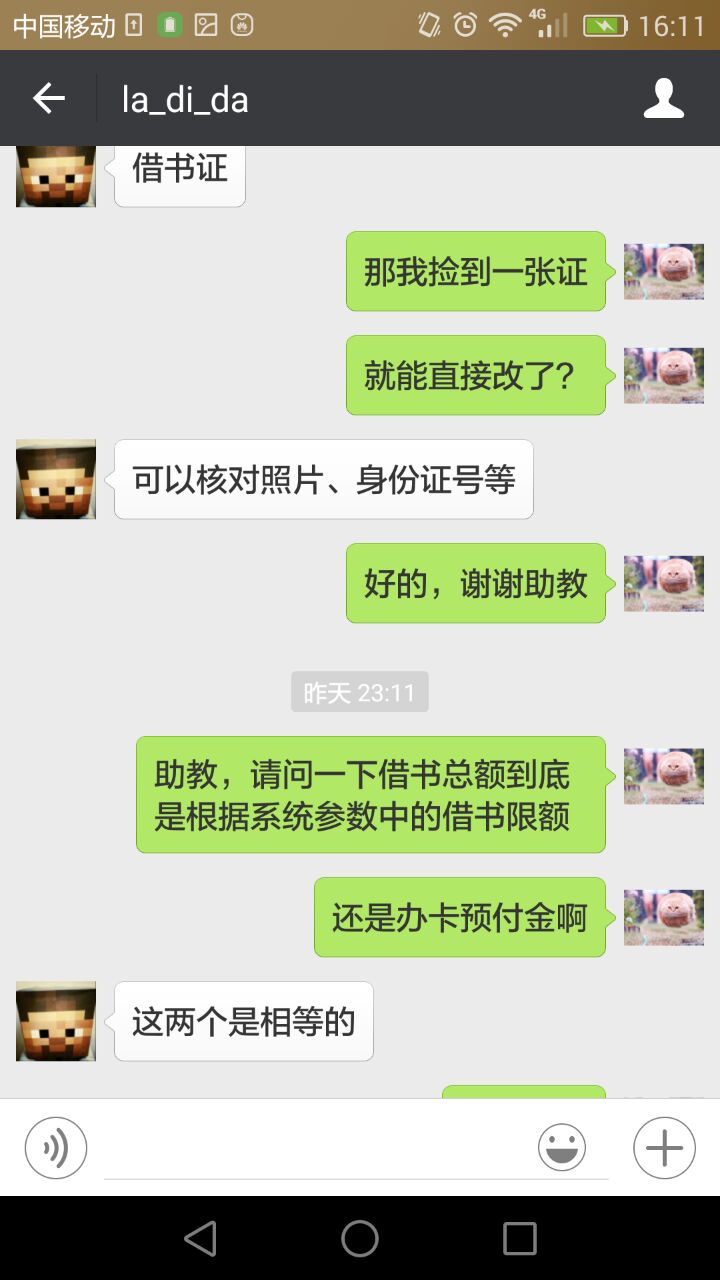 中国移动
4G
16:11
la_di_da
借书证
那我捡到一张证
就能直接改了?
可以核对照片、身份证号等
好的，谢谢助教
昨天 23:11
助教，请问一下借书总额到底
是根据系统参数中的借书限额
还是办卡预付金啊
这两个是相等的